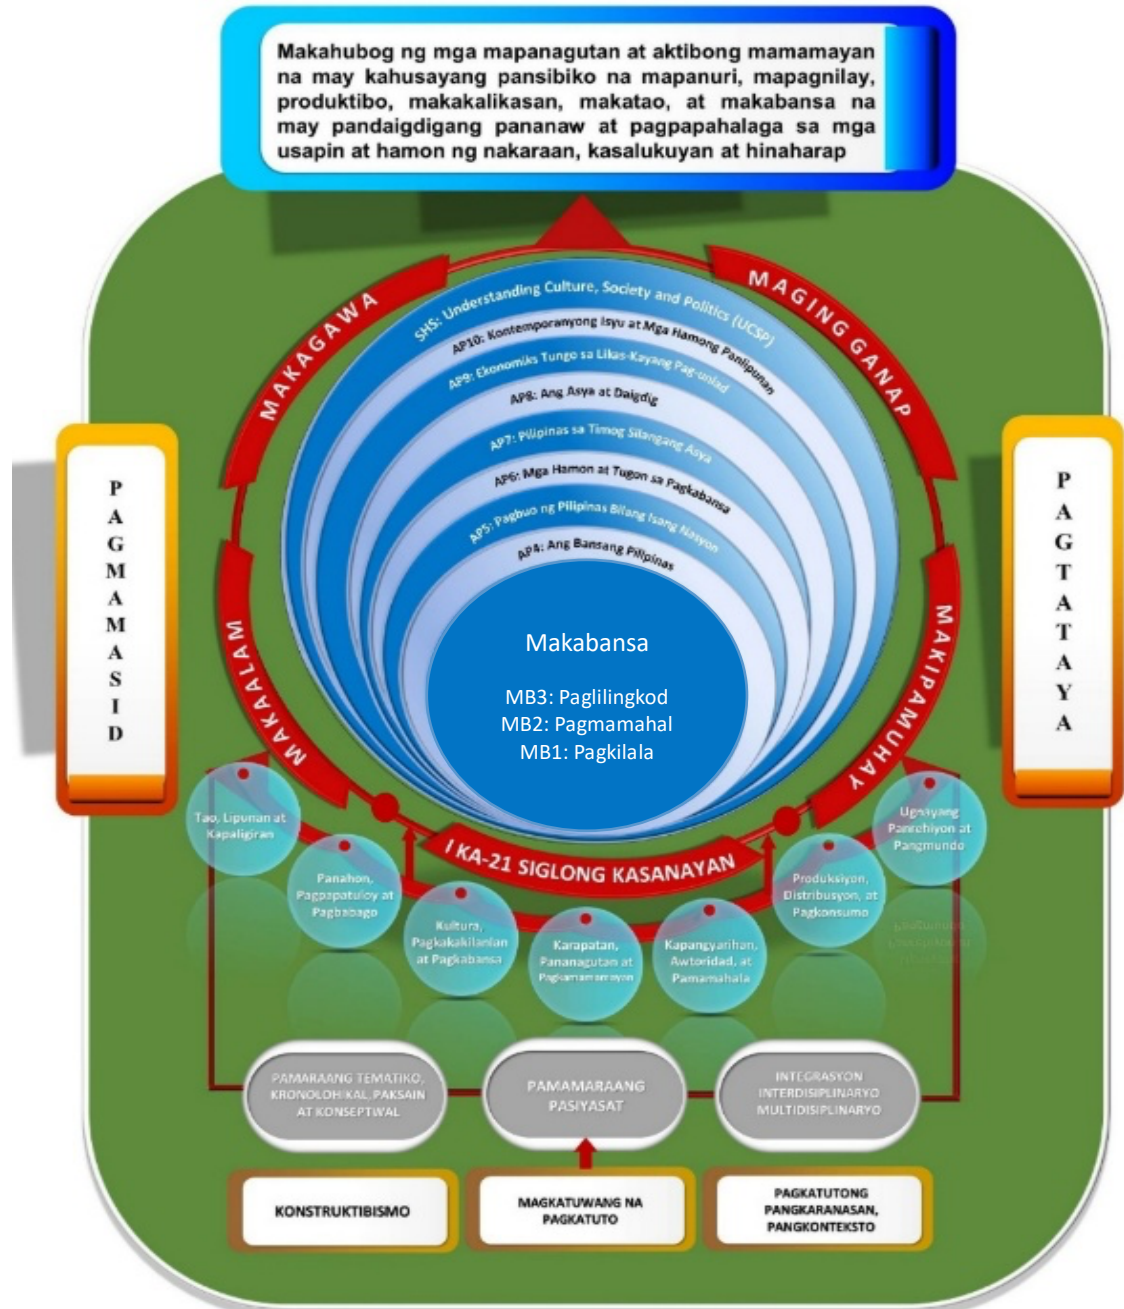 Makahubog ng mga mapanagutan at aktibong mamamayan
na may kahusayang pansibiko na mapanuri, mapagnilay,
produktibo, makakalikasan, makatao, at makabansa na
may pandaigdigang pananaw at pagpapahalaga sa mga
usapin at hamon ng nakaraan, kasalukuyan at hinaharap
MAKAGAWA
MAGING GANAP
SHS: Understanding Culture, Society and Politics (UCSP)
AP10: Kontemporanyong Isyu at Mga Hamong Panlipunan
AP9: Ekonomiks Tungo sa Likas-Kayang Pag-unlad
AP8: Ang Asya at Daigdig
AP7: Pilipinas sa Timog Silangang Asya
AP6: Mga Hamon at Tugon sa Pagkabansa
AP5: Pagbuo ng Pilipinas Bilang Isang Nasyon
AP4: Ang Bansang Pilipinas
PAGMAMASID
PAGTATAYA
Makabansa
MB3: Paglilingkod
MB2: Pagmamahal
MB1: Pagkilala
MAKAALAM
MAKIPAMUHAY
I KA-21 SIGLONG KASANAYAN
Tao, Lipunan at
Kapaligiran
Panahon,
Pagpapatuloy at
Pagbabago
Kultura,
Pagkakakilanlan
at Pagkabansa
Karapatan,
Pananagutan at
Pagkamamamayan
Kapangyarihan,
Awtoridad, at
Pamamahala
Produksiyon,
Distribusyon, at
Pagkonsumo
Ugnayang
Panrehiyon at
Pangmundo
PAMARAANG TEMATIKO,
KRONOLOHIKAL, PAKSAIN
AT KONSEPTWAL
PAMAMARAANG
PASIYASAT
INTEGRASYON
INTERDISIPLINARYO
MULTIDISIPLINARYO
KONSTRUKTIBISMO
MAGKATUWANG NA
PAGKATUTO
PAGKATUTONG
PANGKARANASAN,
PANGKONTEKSTO